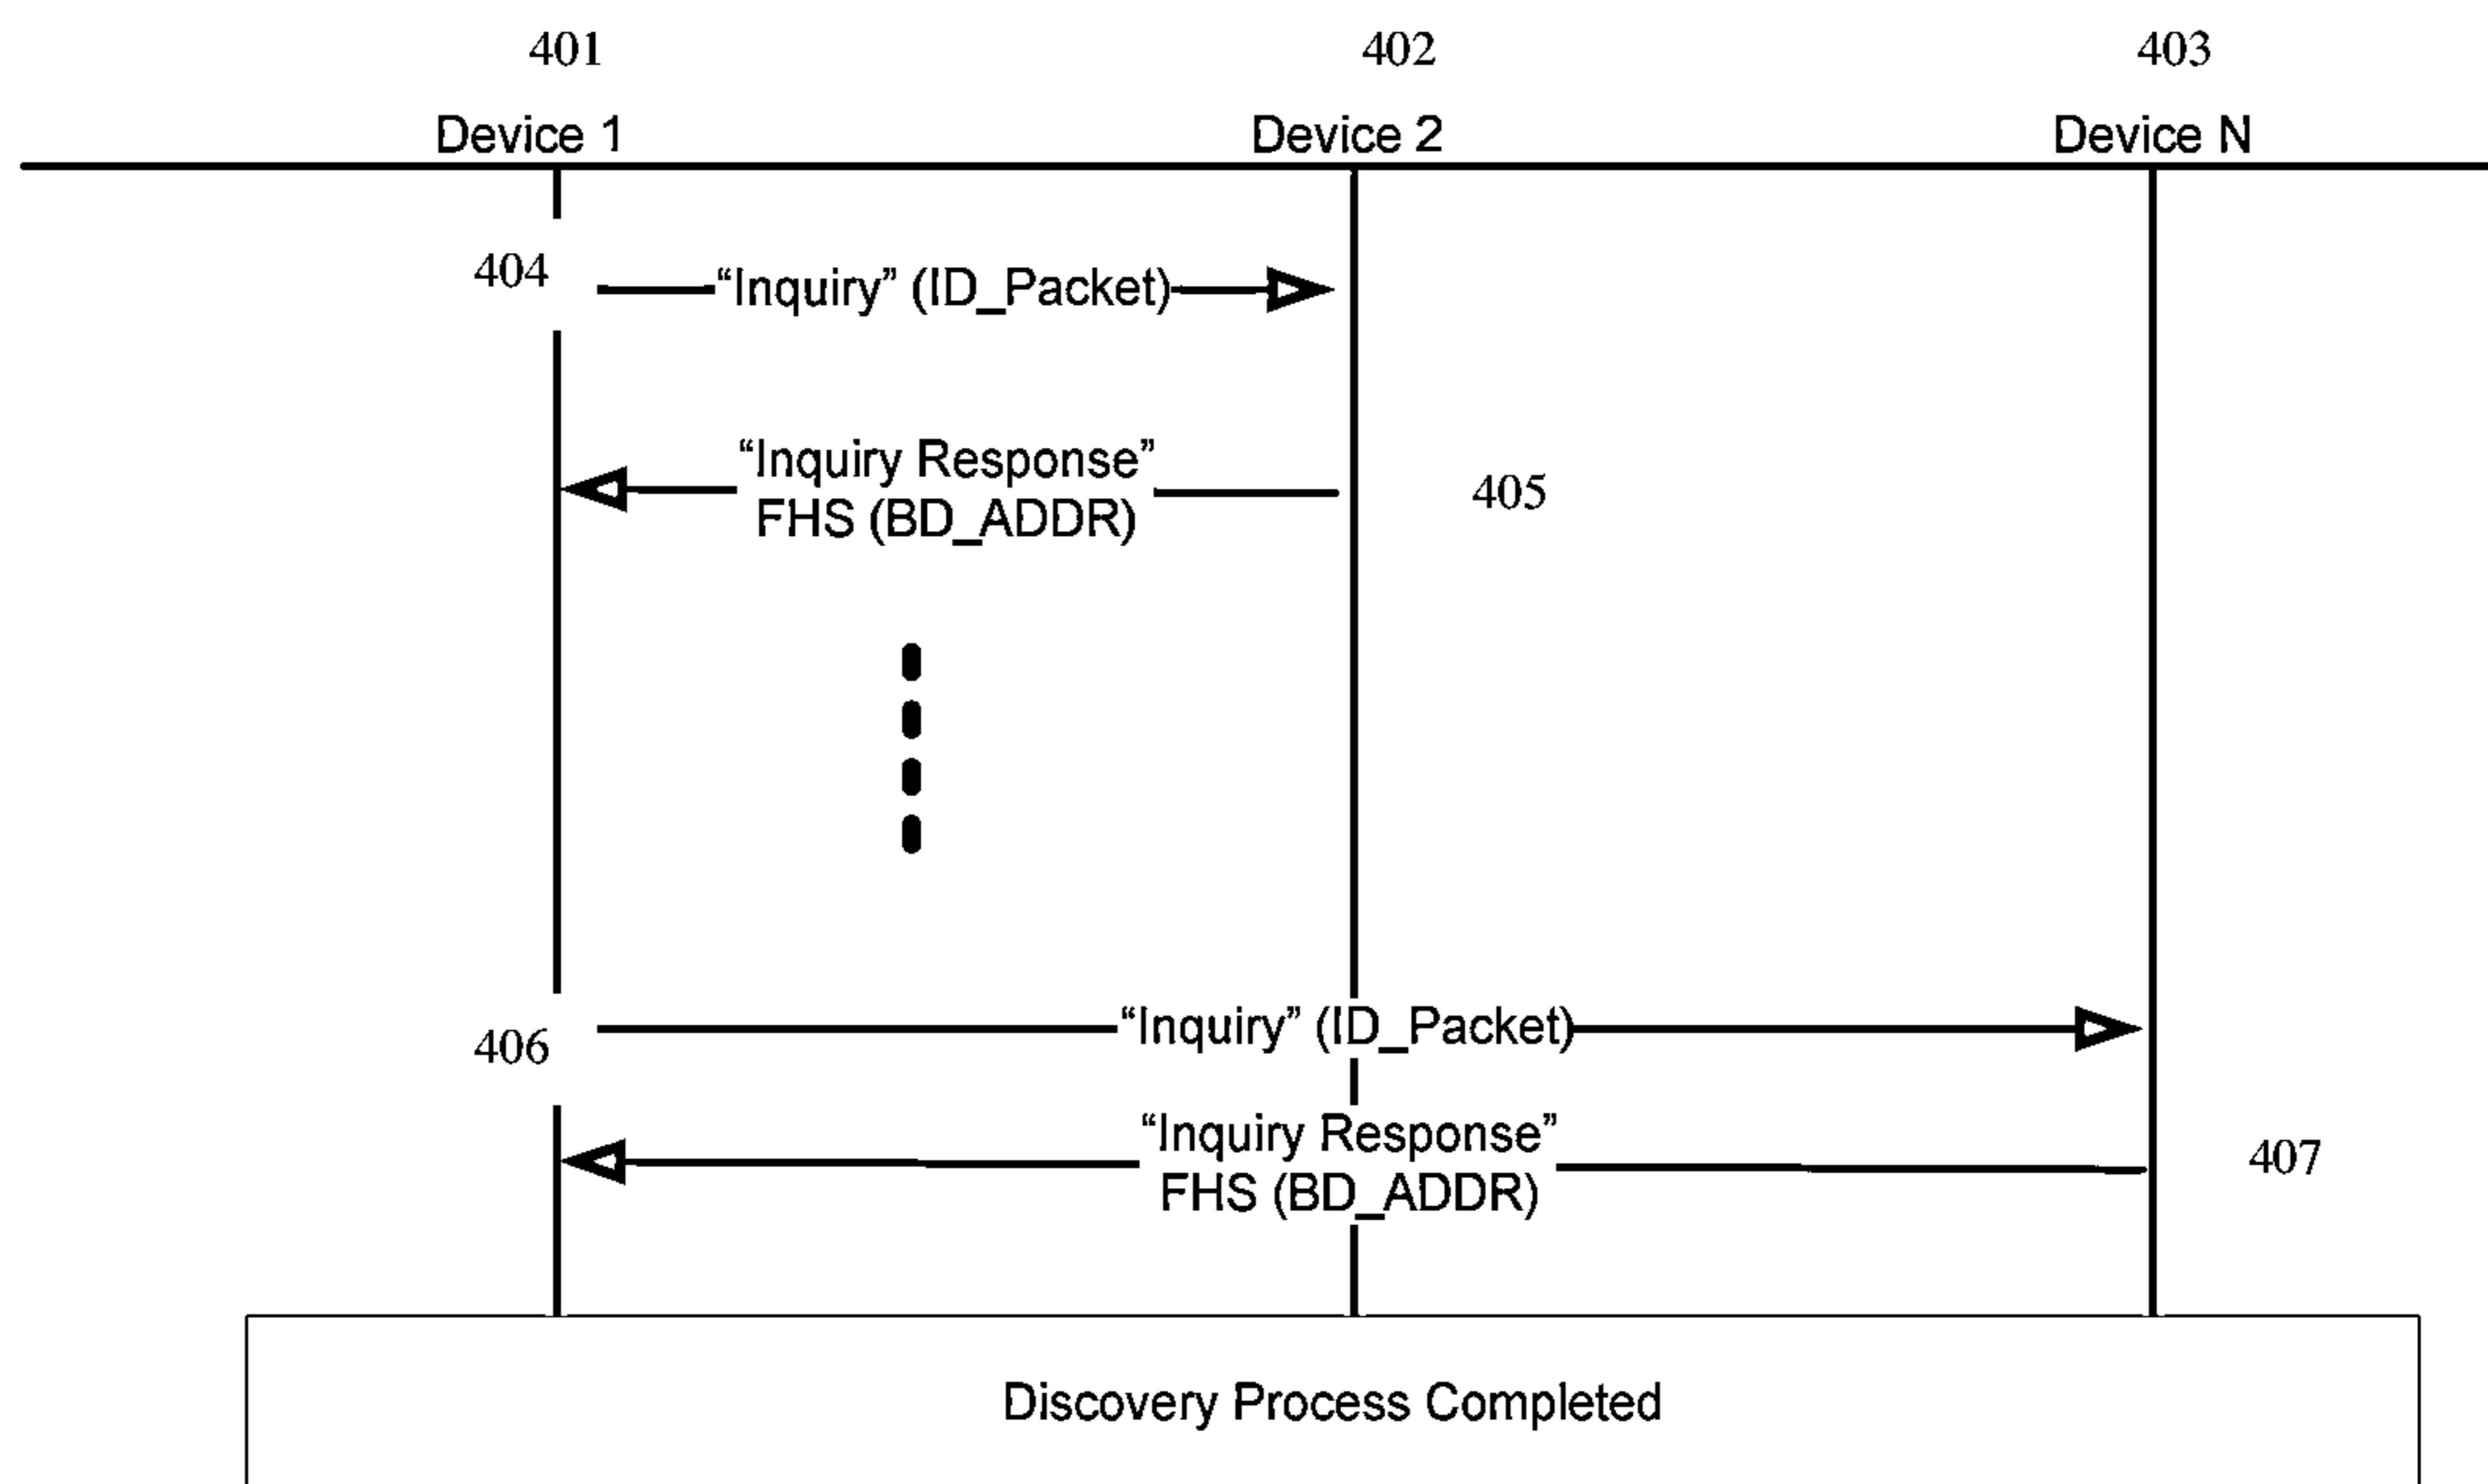 401
402
403
Device 1
Device 2
Device N
404
“Inquiry” (ID_Packet)
“Inquiry Response”
FHS (BD_ADDR)
405
406
“Inquiry” (ID_Packet)
“Inquiry Response”
FHS (BD_ADDR)
407
Discovery Process Completed